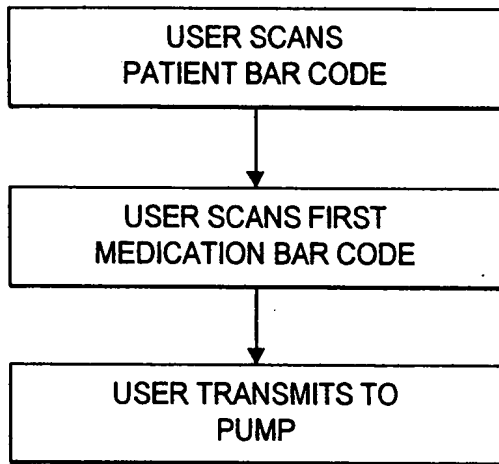 USER SCANS
PATIENT BAR CODE
USER SCANS FIRST
MEDICATION BAR CODE
USER TRANSMITS TO
PUMP